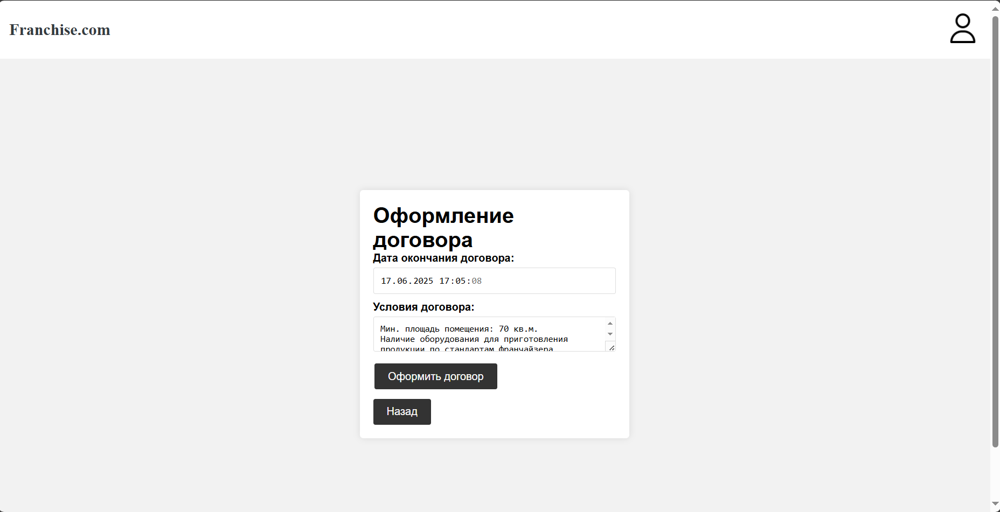 Franchise.com
Оформление
договора
Дата окончания договора:
17.06.2025 17:05:08
Условия договора:
Мин. площадь помещения: 70 кв.м.
Наличие оборудования для приготовления
продукции по стандартам франчайзера
Оформить договор
Назад